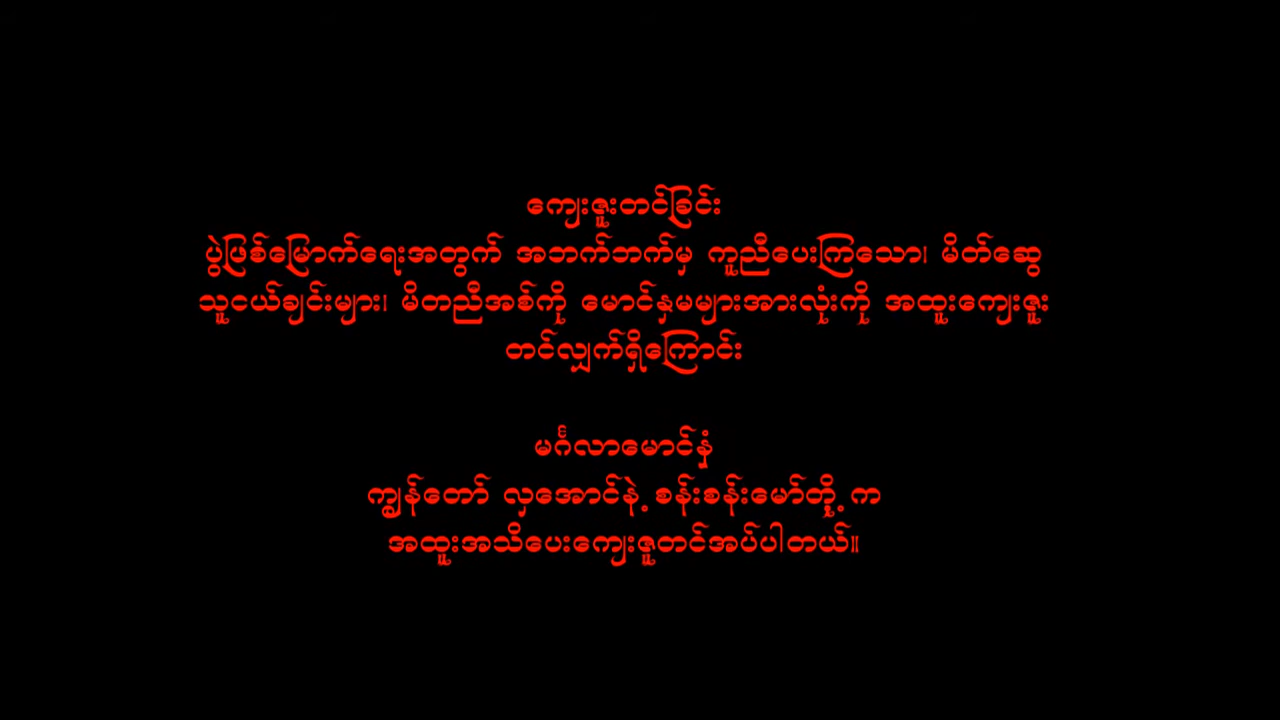 ကျေးဇူးတင်ခြင်း
ပွဲဖြစ်မြောက်ရေးအတွက် အဘက်ဘက်မှ ကူညီပေးကြသော၊ မိတ်ဆွေ
သူငယ်ချင်းများ၊ မိတညီအစ်ကို မောင်နှမများအားလုံးကို အထူးကျေးဇူး
တင်လျှက်ရှိကြောင်း
မင်္ဂလာမောင်နှံ
ကျွန်တော် လှအောင်နဲ့ စန်းစန်းမော်တို့ က
အထူးအသိပေးကျေးဇူတင်အပ်ပါတယ်။